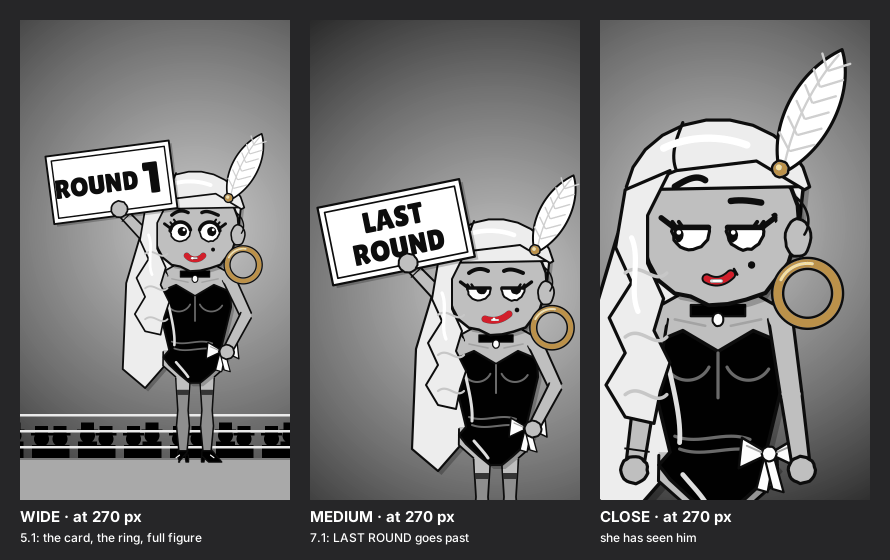 ROUND 1
LAST
ROUND
WIDE · at 270 px
5.1: the card, the ring, full figure
MEDIUM · at 270 px
7.1: LAST ROUND goes past
CLOSE · at 270 px
she has seen him